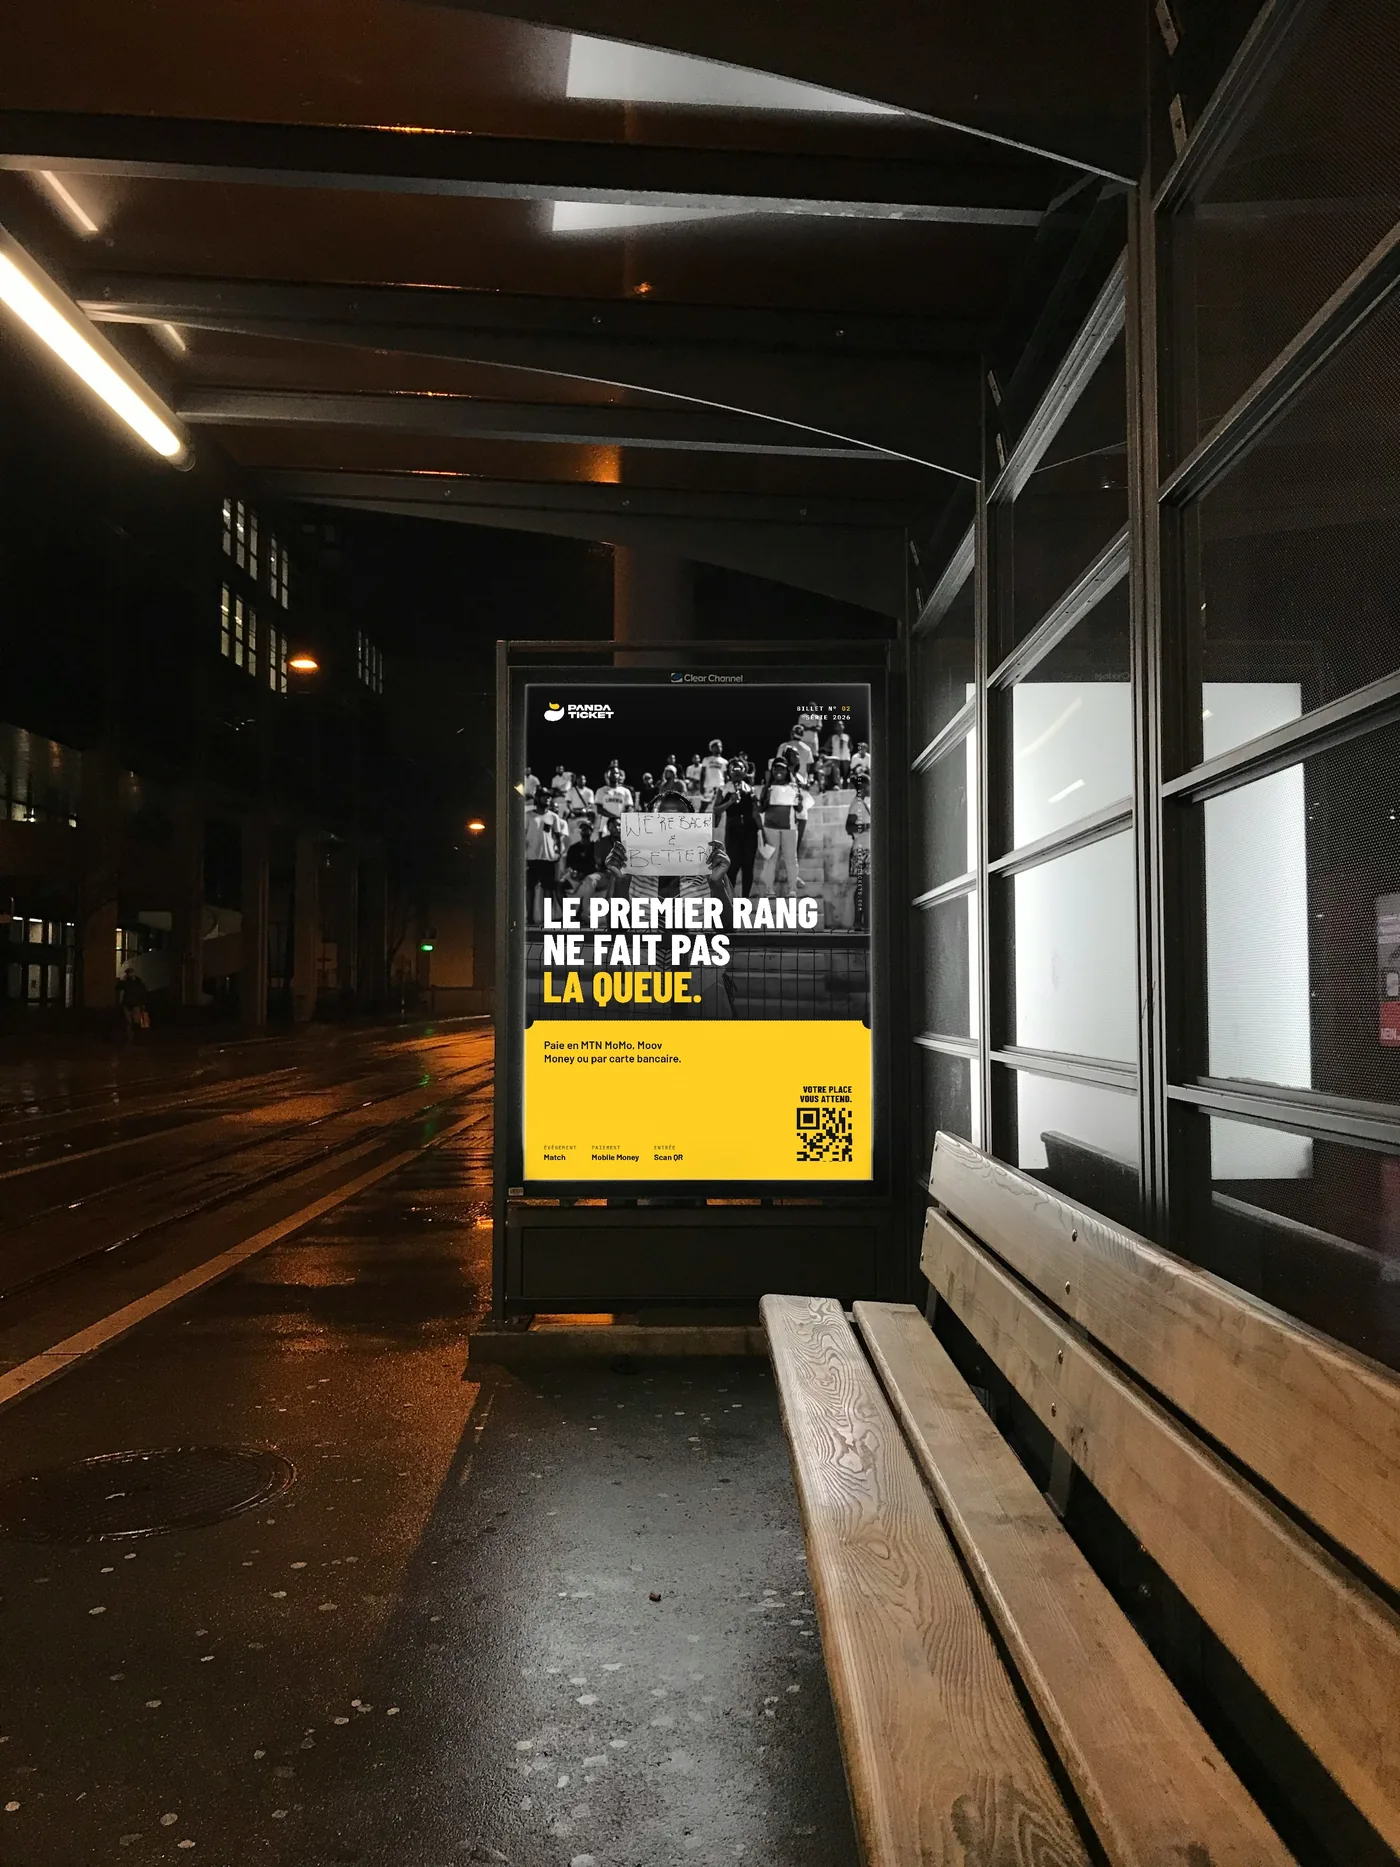 Clear Channel
PANDA
TICKET
BILLET N° 02
SÉRIE 2026
WE'RE BACK
&
BETTER
LE PREMIER RANG
NE FAIT PAS
LA QUEUE.
Paie en MTN MoMo, Moov
Money ou par carte bancaire.
VOTRE PLACE
VOUS ATTEND.
ÉVÉNEMENT
Match
PAIEMENT
Mobile Money
ENTRÉE
Scan QR